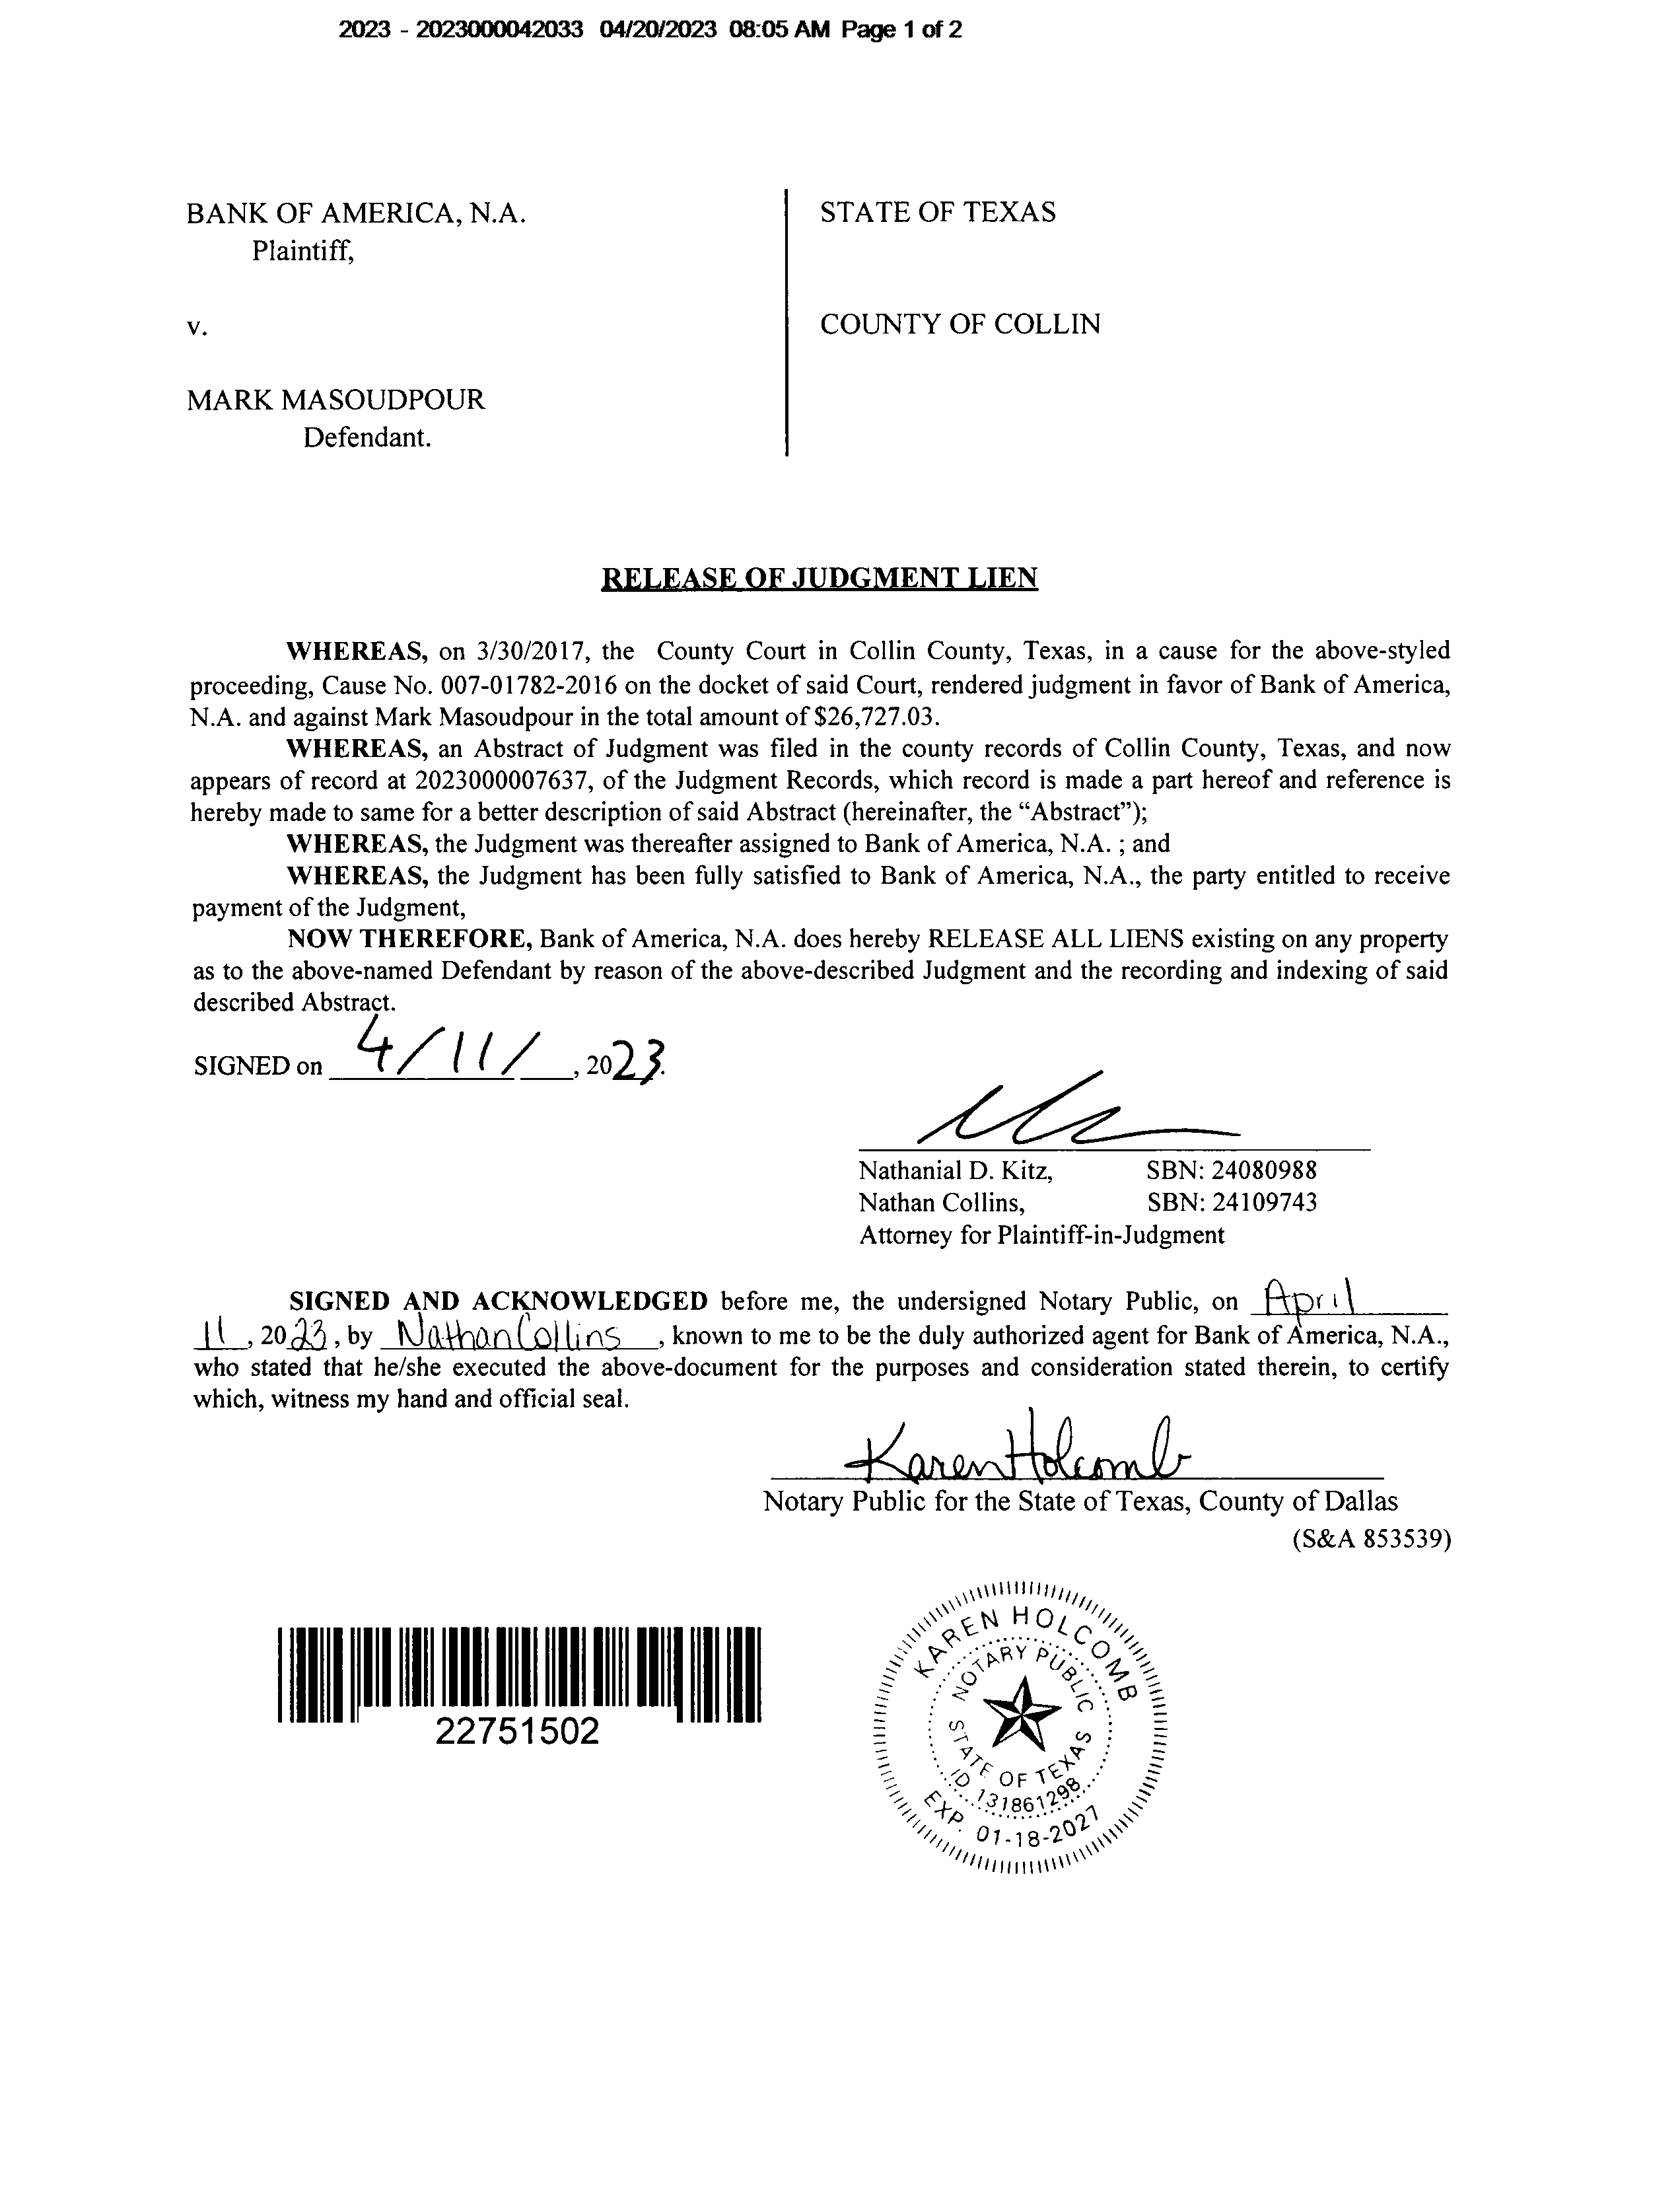 2023 - 2023000042033 04/20/2023 08:05 AM Page 1 of 2
BANK OF AMERICA, N.A.
Plaintiff,
v.
MARK MASOUDPOUR
Defendant.
STATE OF TEXAS
COUNTY OF COLLIN
RELEASE OF JUDGMENT LIEN
WHEREAS, on 3/30/2017, the County Court in Collin County, Texas, in a cause for the above-styled
proceeding, Cause No. 007-01782-2016 on the docket of said Court, rendered judgment in favor of Bank of America,
N.A. and against Mark Masoudpour in the total amount of $26,727.03.
WHEREAS, an Abstract of Judgment was filed in the county records of Collin County, Texas, and now
appears of record at 2023000007637, of the Judgment Records, which record is made a part hereof and reference is
hereby made to same for a better description of said Abstract (hereinafter, the “Abstract”);
WHEREAS, the Judgment was thereafter assigned to Bank of America, N.A. ; and
WHEREAS, the Judgment has been fully satisfied to Bank of America, N.A., the party entitled to receive
payment of the Judgment,
NOW THEREFORE, Bank of America, N.A. does hereby RELEASE ALL LIENS existing on any property
as to the above-named Defendant by reason of the above-described Judgment and the recording and indexing of said
described Abstract.
SIGNED on 4/11/, 2023.
Nathanial D. Kitz, SBN: 24080988
Nathan Collins, SBN: 24109743
Attorney for Plaintiff-in-Judgment
SIGNED AND ACKNOWLEDGED before me, the undersigned Notary Public, on April
11, 2023, by Nathan Collins, known to me to be the duly authorized agent for Bank of America, N.A.,
who stated that he/she executed the above-document for the purposes and consideration stated therein, to certify
which, witness my hand and official seal.
Karen Holcomb
Notary Public for the State of Texas, County of Dallas
(S&A 853539)
22751502
KAREN HOLCOMB
NOTARY PUBLIC
STATE OF TEXAS
ID 131861298
EXP. 01-18-2027